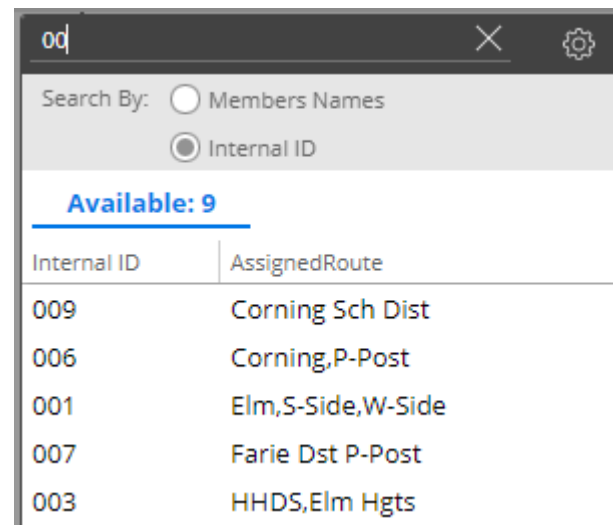 00
Search By: Members Names
Internal ID
Available: 9
Internal ID AssignedRoute
009 Corning Sch Dist
006 Corning,P-Post
001 Elm,S-Side,W-Side
007 Farie Dst P-Post
003 HHDS,Elm Hgts